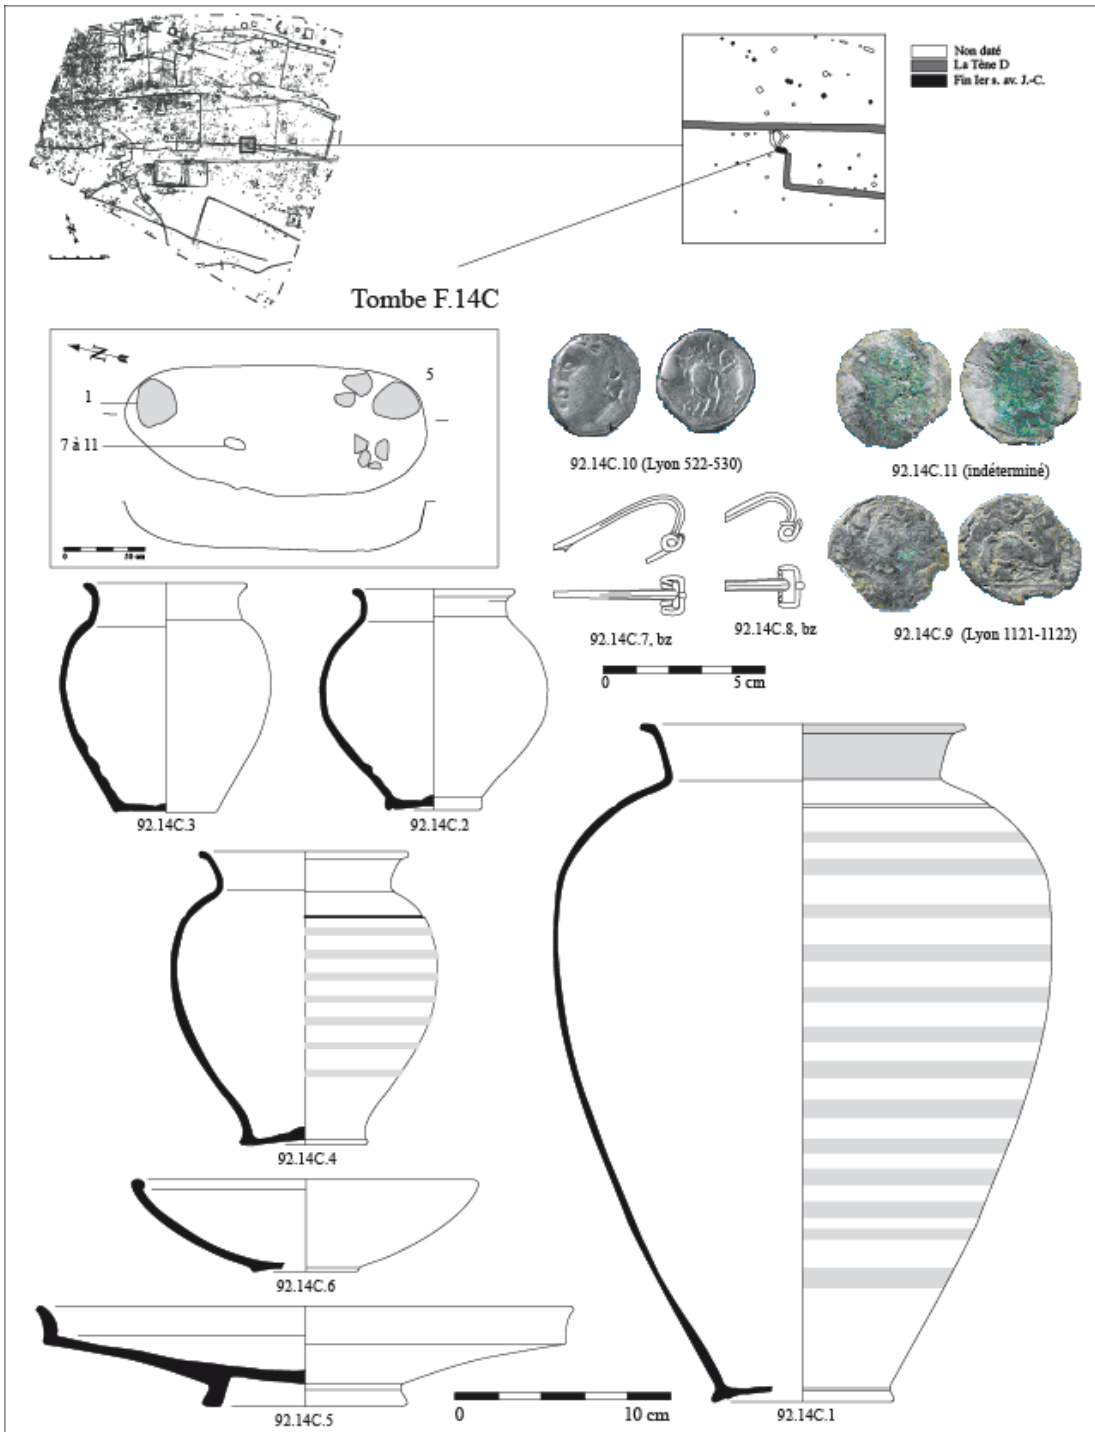 Non daté
La Tène D
Fin Ier s. av. J.-C.
Tombe F.14C
N
1
5
7 à 11
0 50 cm
92.14C.10 (Lyon 522-530)
92.14C.11 (indéterminé)
92.14C.7, bz
92.14C.8, bz
92.14C.9 (Lyon 1121-1122)
0 5 cm
92.14C.3
92.14C.2
92.14C.4
92.14C.6
92.14C.5
0 10 cm
92.14C.1